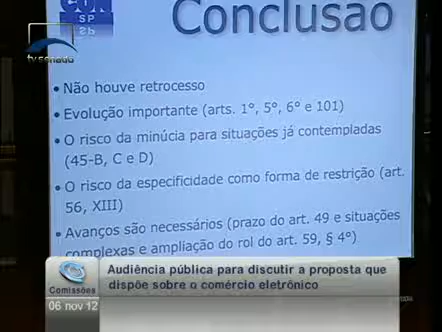 CON
SP
Conclusão
tv senado
• Não houve retrocesso
• Evolução importante (arts. 1º, 5º, 6º e 101)
• O risco da minúcia para situações já contempladas
(45-B, C e D)
• O risco da especificidade como forma de restrição (art.
56, XIII)
• Avanços são necessários (prazo do art. 49 e situações
complexas e ampliação do rol do art. 59, § 4º)
Comissões
06 nov 12
Audiência pública para discutir a proposta que
dispõe sobre o comércio eletrônico